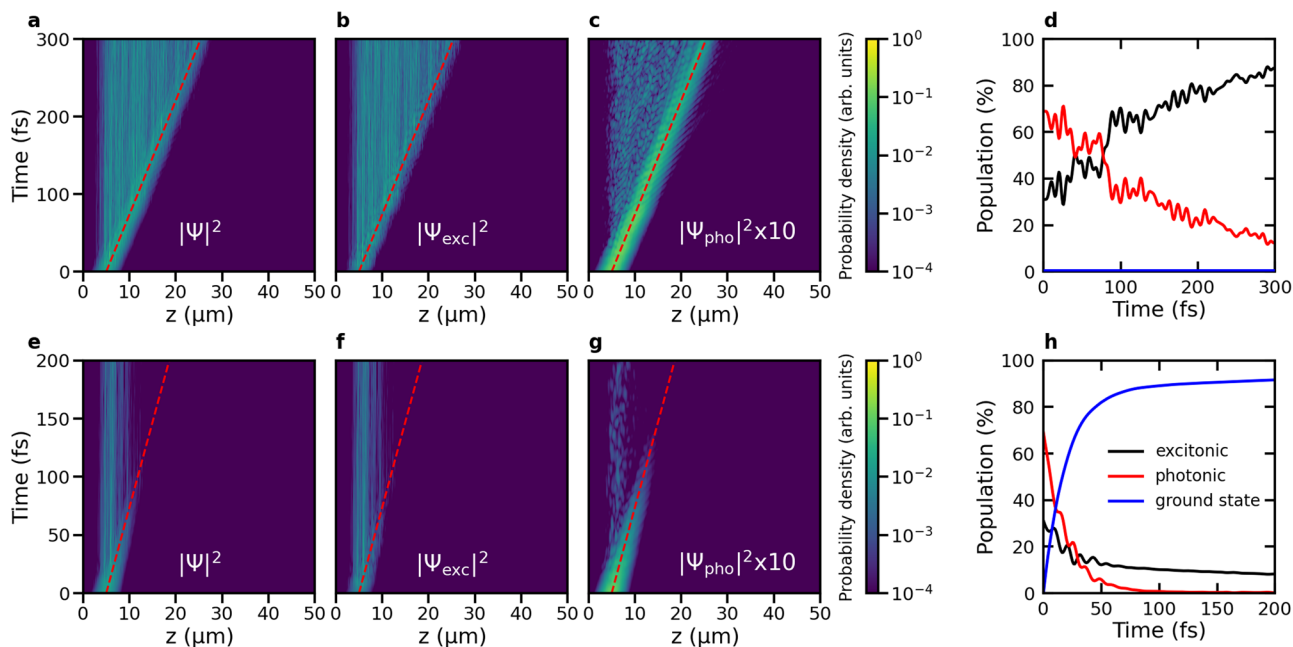 a b c d
300 200 100 0
Time (fs)
|Ψ|²
0 10 20 30 40 50
z (µm)
|Ψexc|²
0 10 20 30 40 50
z (µm)
|Ψpho|²x10
0 10 20 30 40 50
z (µm)
10⁰ 10⁻¹ 10⁻² 10⁻³ 10⁻⁴
Probability density (arb. units)
100 80 60 40 20 0
Population (%)
0 100 200 300
Time (fs)
e f g h
200 150 100 50 0
Time (fs)
|Ψ|²
0 10 20 30 40 50
z (µm)
|Ψexc|²
0 10 20 30 40 50
z (µm)
|Ψpho|²x10
0 10 20 30 40 50
z (µm)
10⁰ 10⁻¹ 10⁻² 10⁻³ 10⁻⁴
Probability density (arb. units)
100 80 60 40 20 0
Population (%)
excitonic
photonic
ground state
0 50 100 150 200
Time (fs)